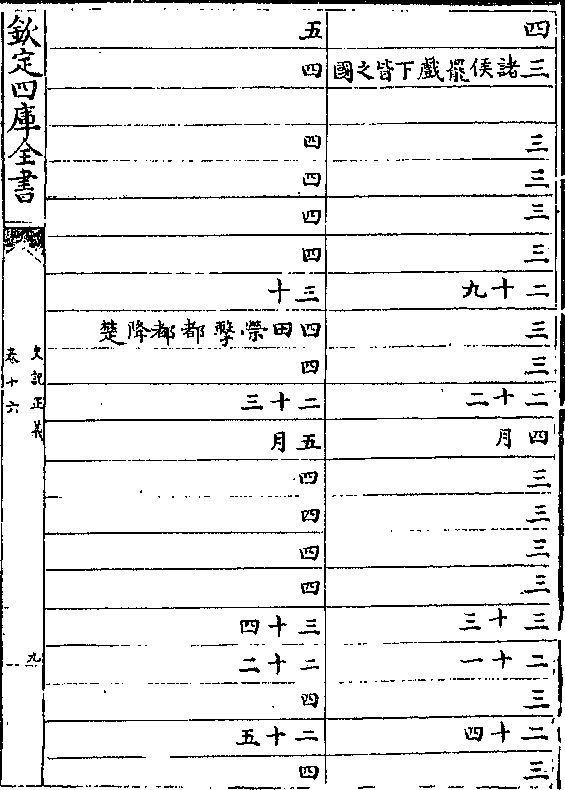 四
三諸侯罷戲下皆之國
三
三
三
三
二十九
三
三
二十二
四月
三
三
三
三
三十三
二十一
三
二十四
三
五
四
四
四
四
四
三十
四田榮擊都都降楚
四
二十三
五月
四
四
四
四
三十四
二十二
四
二十五
四
欽定四庫全書
史記正義
卷十六
九